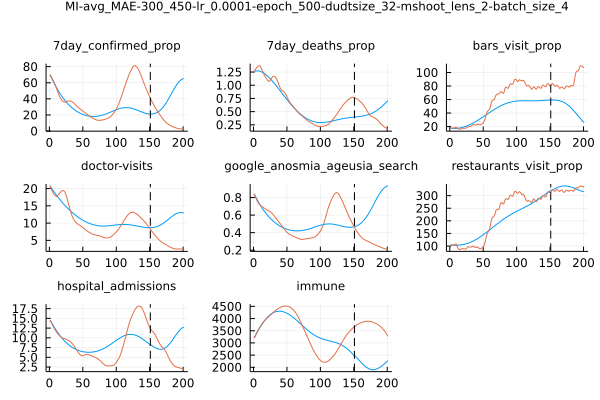 MI-avg_MAE-300_450-lr_0.0001-epoch_500-dudtsize_32-mshoot_lens_2-batch_size_4
7day_confirmed_prop
80
60
40
20
0
0 50 100 150 200
7day_deaths_prop
1.25
1.00
0.75
0.50
0.25
0 50 100 150 200
bars_visit_prop
100
80
60
40
20
0 50 100 150 200
doctor-visits
20
15
10
5
0 50 100 150 200
google_anosmia_ageusia_search
0.8
0.6
0.4
0.2
0 50 100 150 200
restaurants_visit_prop
300
250
200
150
100
0 50 100 150 200
hospital_admissions
17.5
15.0
12.5
10.0
7.5
5.0
2.5
0 50 100 150 200
immune
4500
4000
3500
3000
2500
2000
0 50 100 150 200